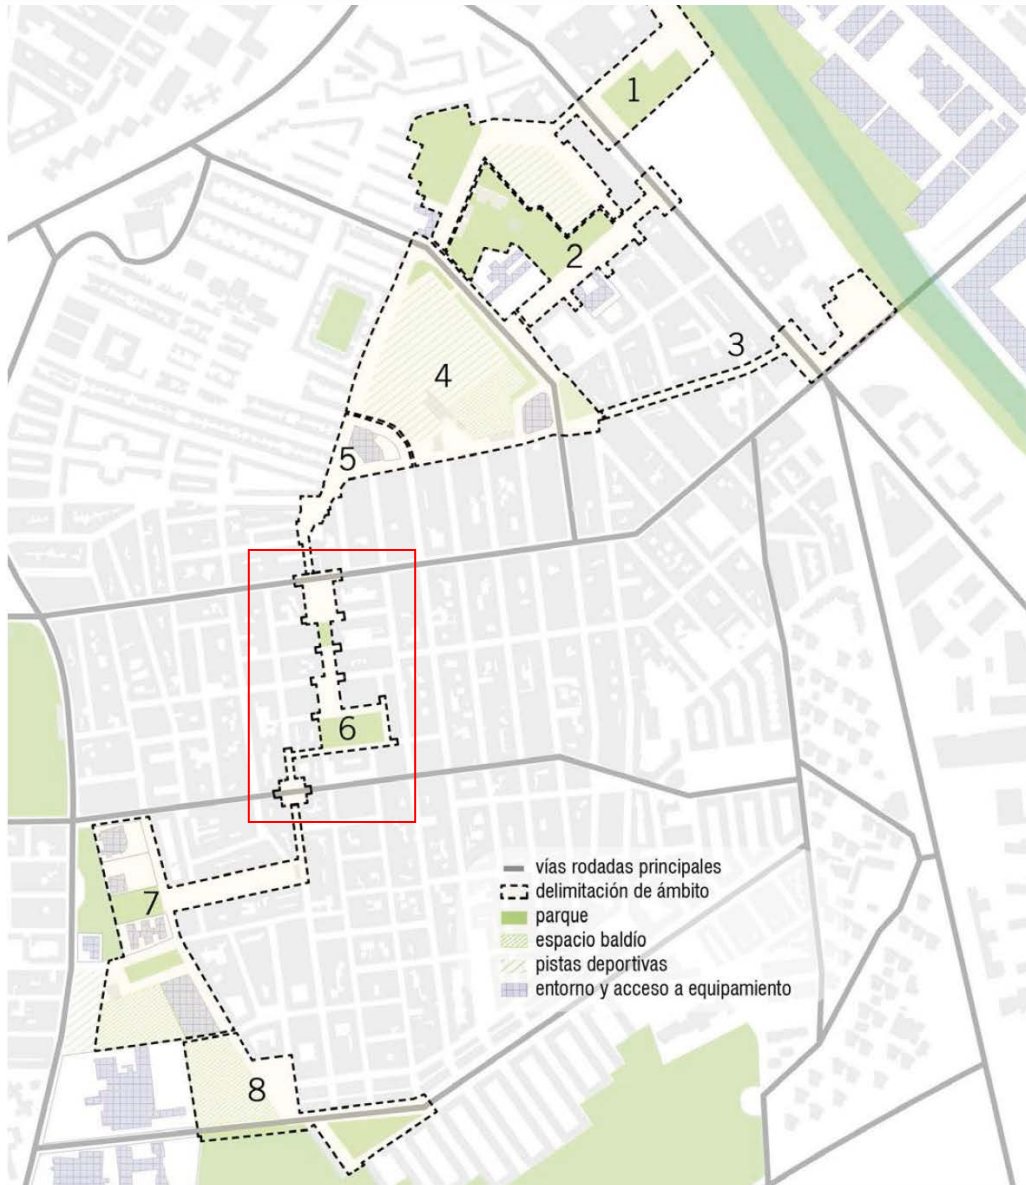 1
2
3
4
5
6
7
8
vías rodadas principales
delimitación de ámbito
parque
espacio baldío
pistas deportivas
entorno y acceso a equipamiento